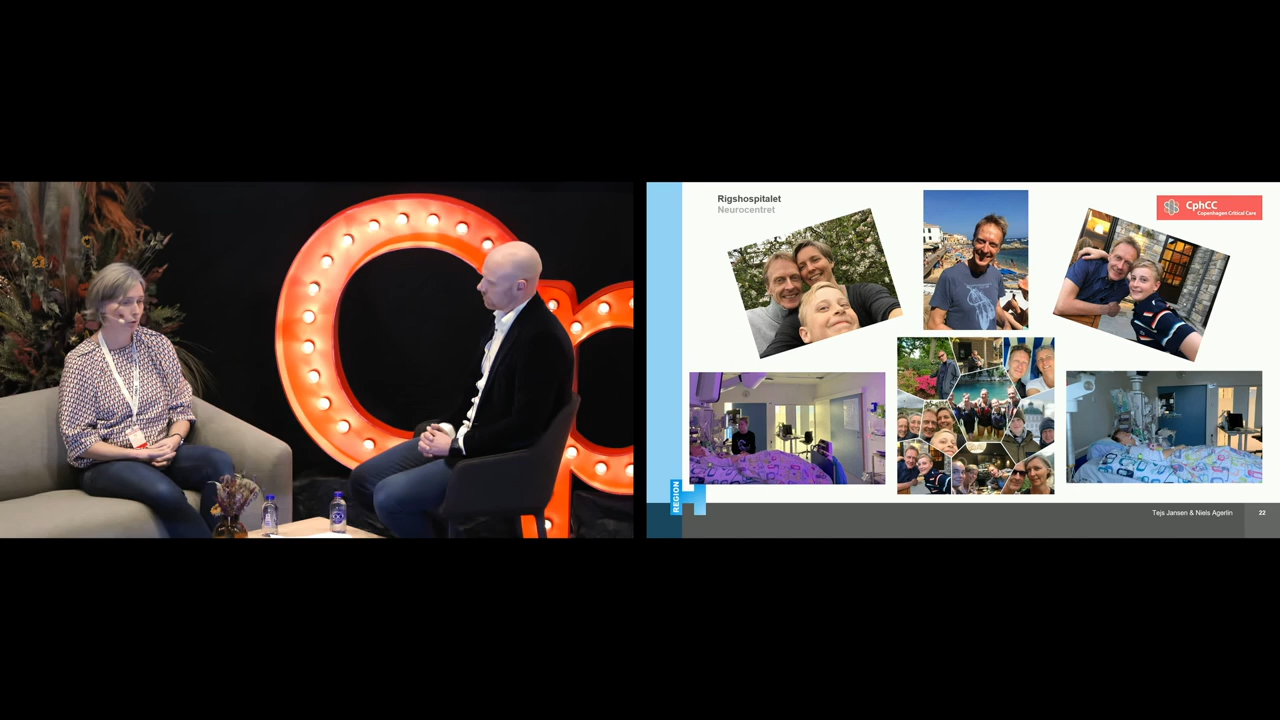 Rigshospitalet
Neurocentret
CphCC
Copenhagen Critical Care
REGION
Tejs Jansen & Niels Agerlin
22